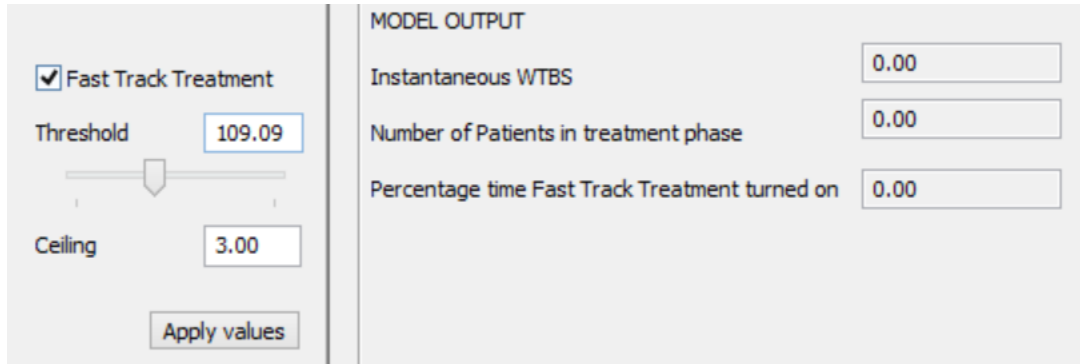 Fast Track Treatment
Threshold 109.09
Ceiling 3.00
Apply values
MODEL OUTPUT
Instantaneous WTBS 0.00
Number of Patients in treatment phase 0.00
Percentage time Fast Track Treatment turned on 0.00